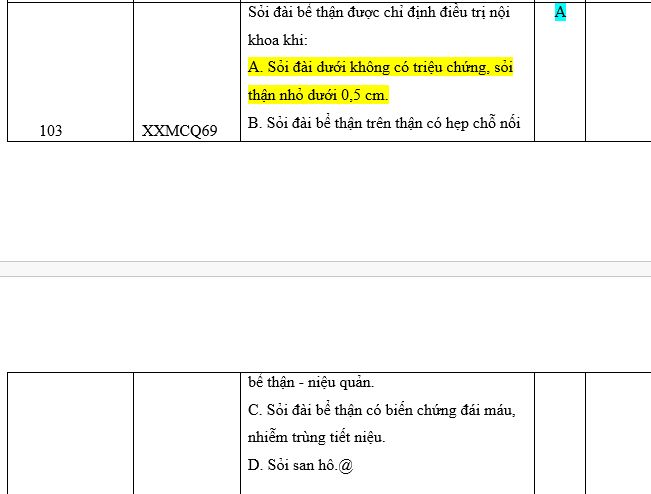 Sỏi đài bể thận được chỉ định điều trị nội
A
khoa khi:
A. Sỏi đài dưới không có triệu chứng, sỏi
thận nhỏ dưới 0,5 cm.
103
XXMCQ69
B. Sỏi đài bể thận trên thận có hẹp chỗ nối
bể thận - niệu quản.
C. Sỏi đài bể thận có biến chứng đái máu,
nhiễm trùng tiết niệu.
D. Sỏi san hô.@